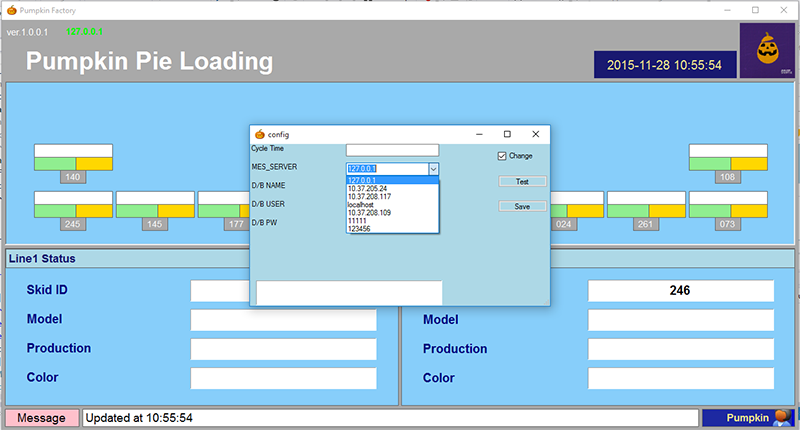 Pumpkin Factory
ver.1.0.0.1 127.0.0.1
Pumpkin Pie Loading
2015-11-28 10:55:54
config
Cycle Time
Change
MES_SERVER 127.0.0.1
127.0.0.1
Test
D/B NAME
10.37.205.24
10.37.208.117
D/B USER
localhost
Save
10.37.208.109
D/B PW
11111
123456
140
108
245 145 177 024 261 073
Line1 Status
Skid ID
246
Model
Model
Production
Production
Color
Color
Message Updated at 10:55:54 Pumpkin